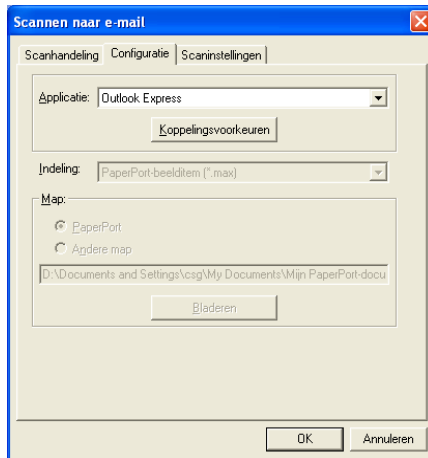 Scannen naar e-mail
Scanhandeling Configuratie Scaninstellingen
Applicatie: Outlook Express
Koppelingsvoorkeuren
Indeling: PaperPort-beelditem (*.max)
Map:
PaperPort
Andere map
D:\Documents and Settings\csg\My Documents\Mijn PaperPort-docu
Bladeren
OK Annuleren